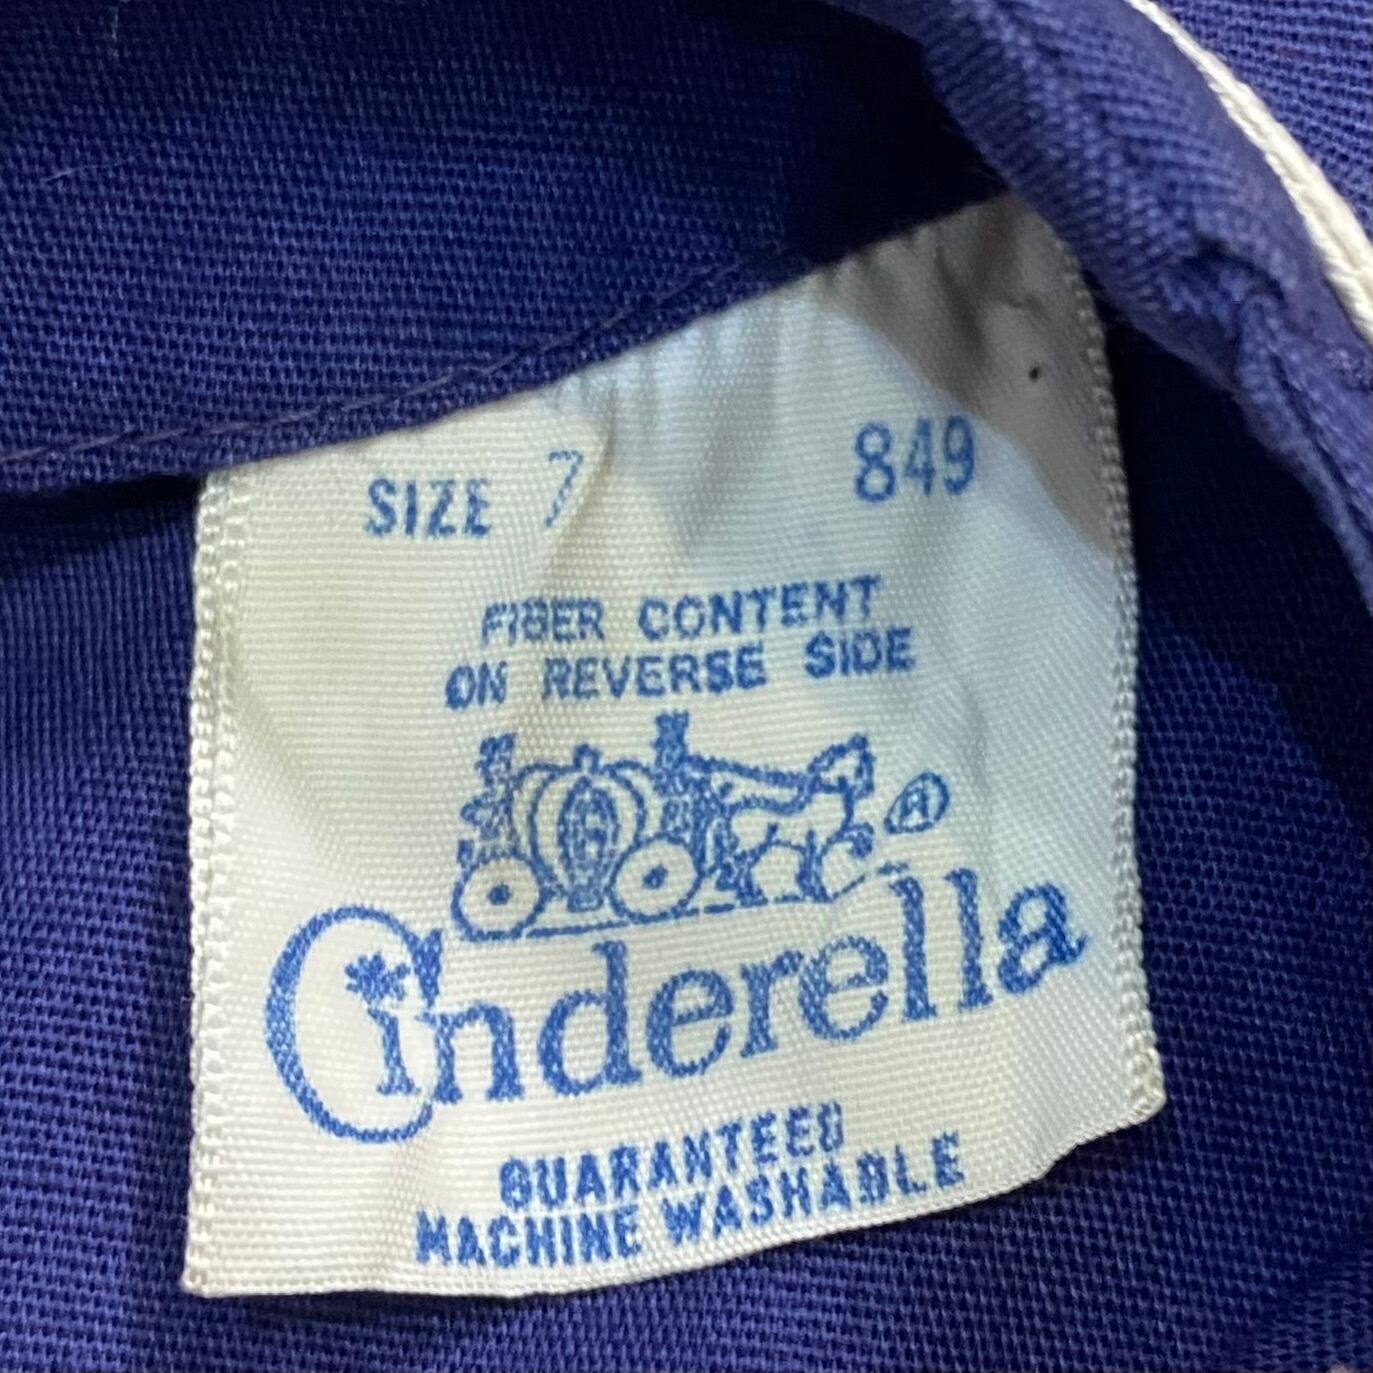 SIZE 7 849
FIBER CONTENT
ON REVERSE SIDE
®
Cinderella
GUARANTEED
MACHINE WASHABLE